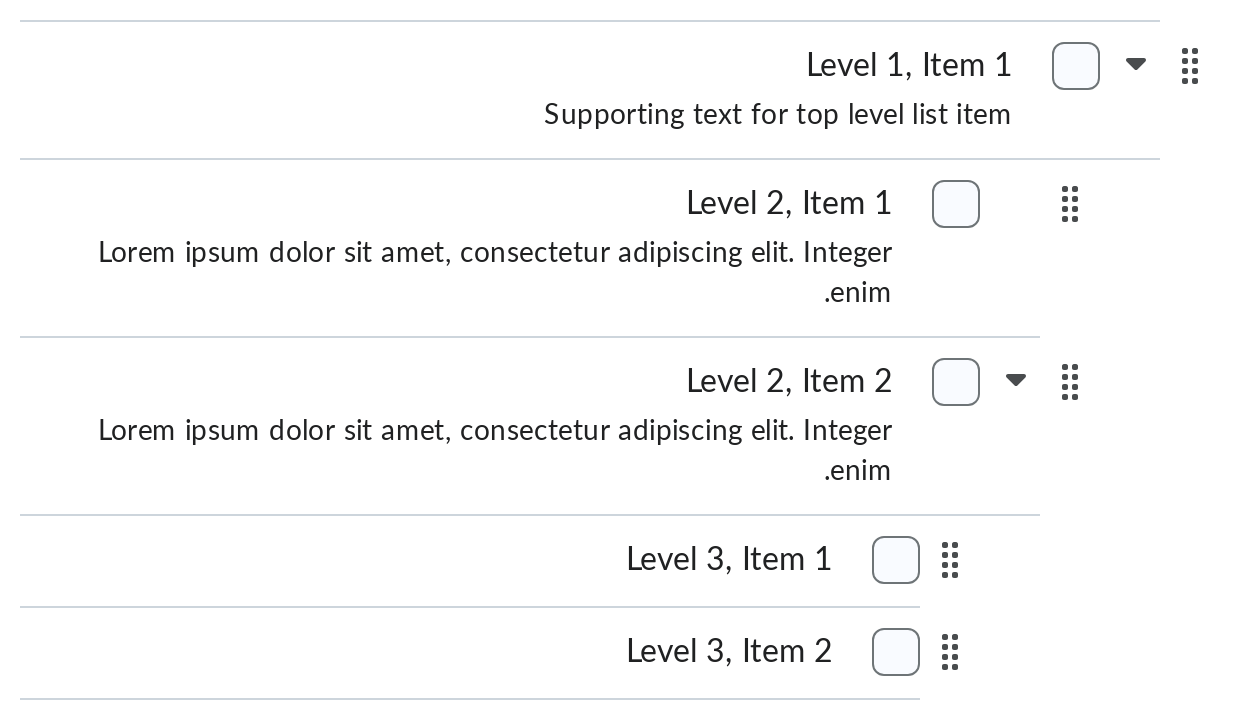 Level 1, Item 1
Supporting text for top level list item
Level 2, Item 1
Lorem ipsum dolor sit amet, consectetur adipiscing elit. Integer
.enim
Level 2, Item 2
Lorem ipsum dolor sit amet, consectetur adipiscing elit. Integer
.enim
Level 3, Item 1
Level 3, Item 2